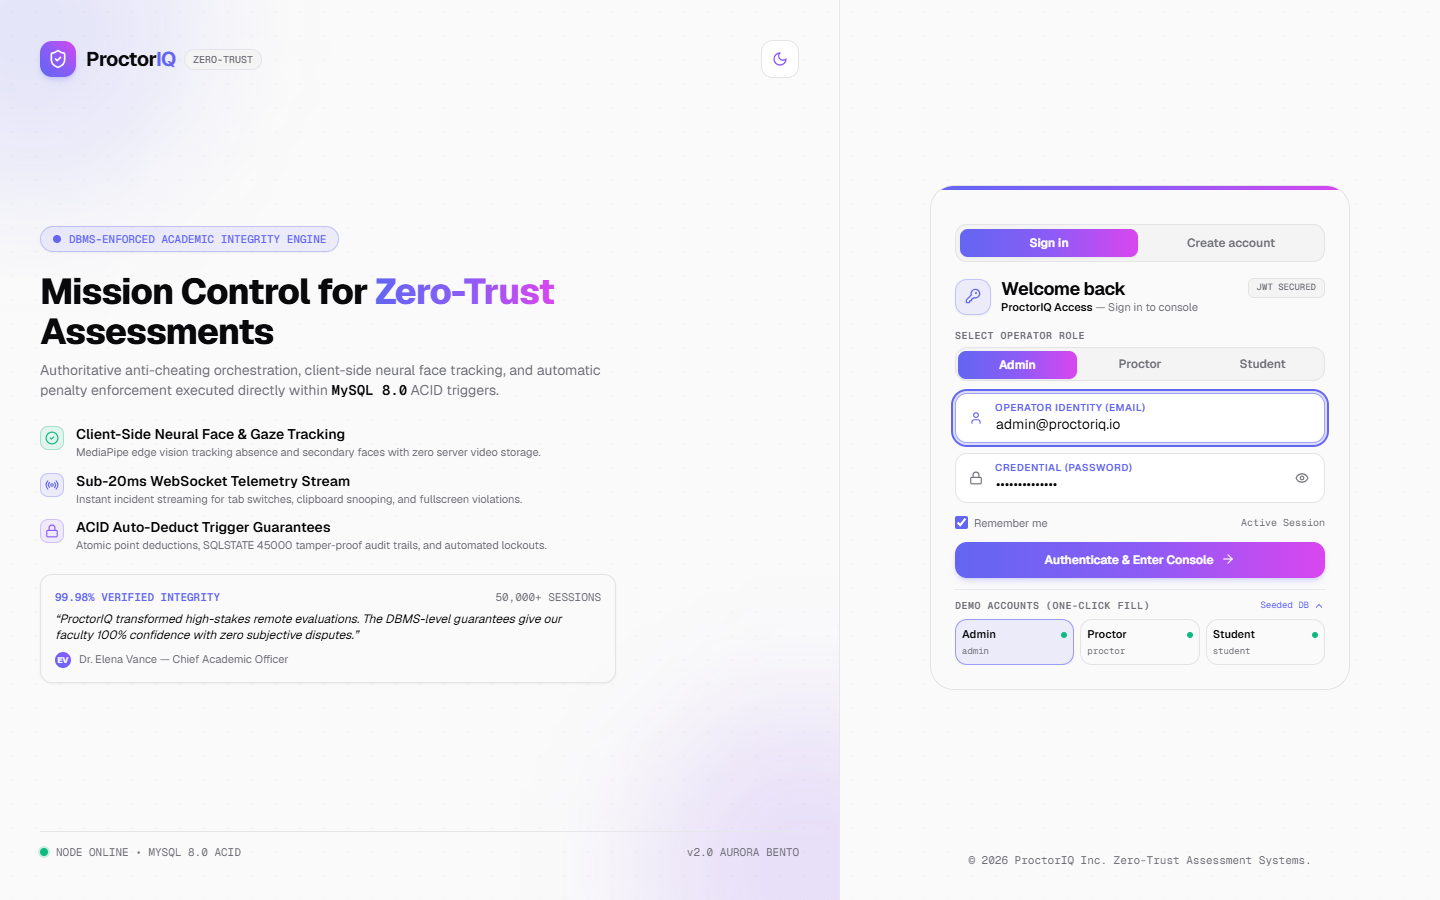 ProctorIQ ZERO-TRUST
DBMS-ENFORCED ACADEMIC INTEGRITY ENGINE
Mission Control for Zero-Trust
Assessments
Authoritative anti-cheating orchestration, client-side neural face tracking, and automatic
penalty enforcement executed directly within MySQL 8.0 ACID triggers.
Client-Side Neural Face & Gaze Tracking
MediaPipe edge vision tracking absence and secondary faces with zero server video storage.
Sub-20ms WebSocket Telemetry Stream
Instant incident streaming for tab switches, clipboard snooping, and fullscreen violations.
ACID Auto-Deduct Trigger Guarantees
Atomic point deductions, SQLSTATE 45000 tamper-proof audit trails, and automated lockouts.
99.98% VERIFIED INTEGRITY 50,000+ SESSIONS
“ProctorIQ transformed high-stakes remote evaluations. The DBMS-level guarantees give our
faculty 100% confidence with zero subjective disputes.”
EV Dr. Elena Vance — Chief Academic Officer
NODE ONLINE • MYSQL 8.0 ACID v2.0 AURORA BENTO
Sign in Create account
Welcome back JWT SECURED
ProctorIQ Access — Sign in to console
SELECT OPERATOR ROLE
Admin Proctor Student
OPERATOR IDENTITY (EMAIL)
admin@proctoriq.io
CREDENTIAL (PASSWORD)
••••••••••••••
Remember me Active Session
Authenticate & Enter Console →
DEMO ACCOUNTS (ONE-CLICK FILL) Seeded DB
Admin Proctor Student
admin proctor student
© 2026 ProctorIQ Inc. Zero-Trust Assessment Systems.